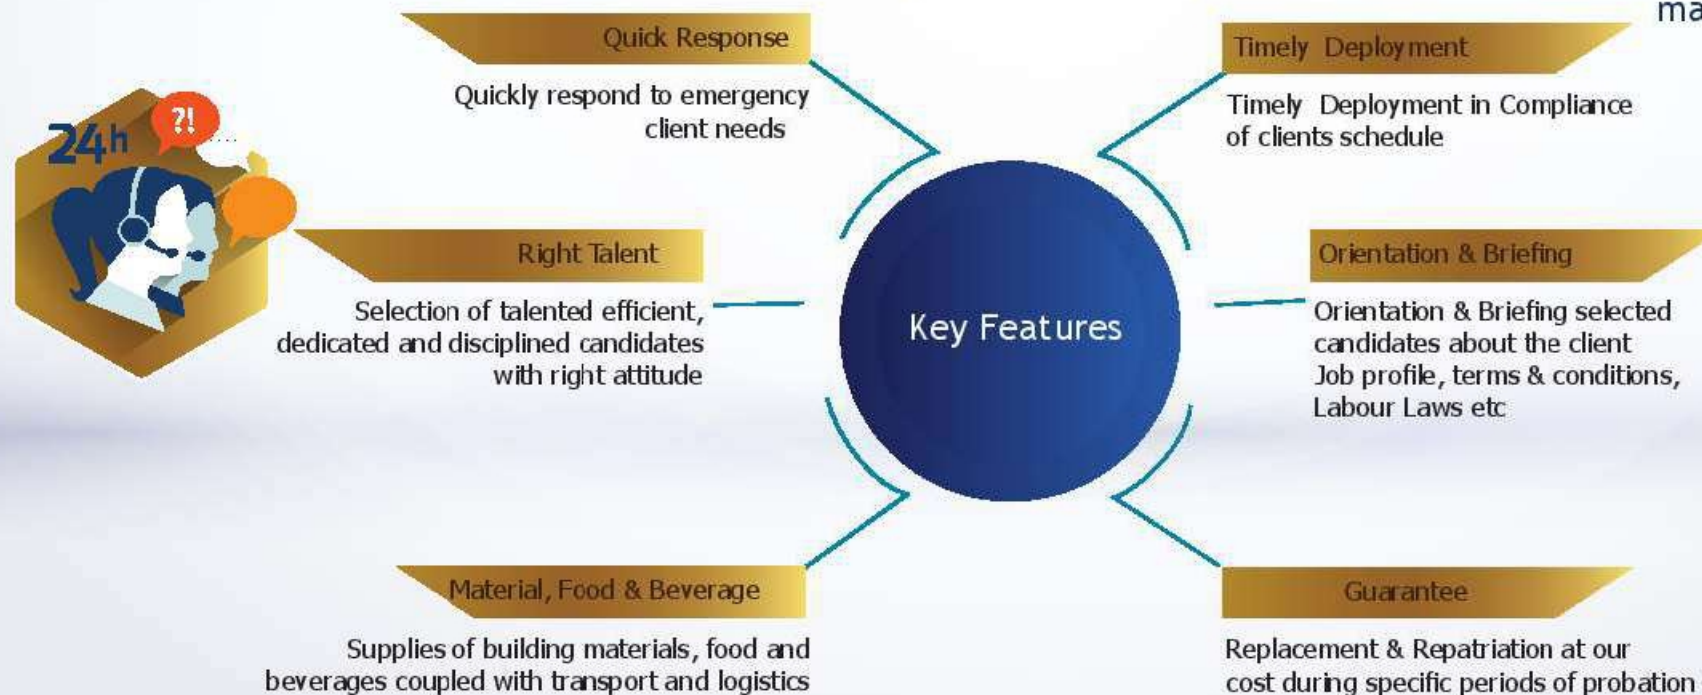 ma
24h
?!
Quick Response
Quickly respond to emergency
client needs
Right Talent
Selection of talented efficient,
dedicated and disciplined candidates
with right attitude
Material, Food & Beverage
Supplies of building materials, food and
beverages coupled with transport and logistics
Key Features
Timely Deployment
Timely Deployment in Compliance
of clients schedule
Orientation & Briefing
Orientation & Briefing selected
candidates about the client
Job profile, terms & conditions,
Labour Laws etc
Guarantee
Replacement & Repatriation at our
cost during specific periods of probation